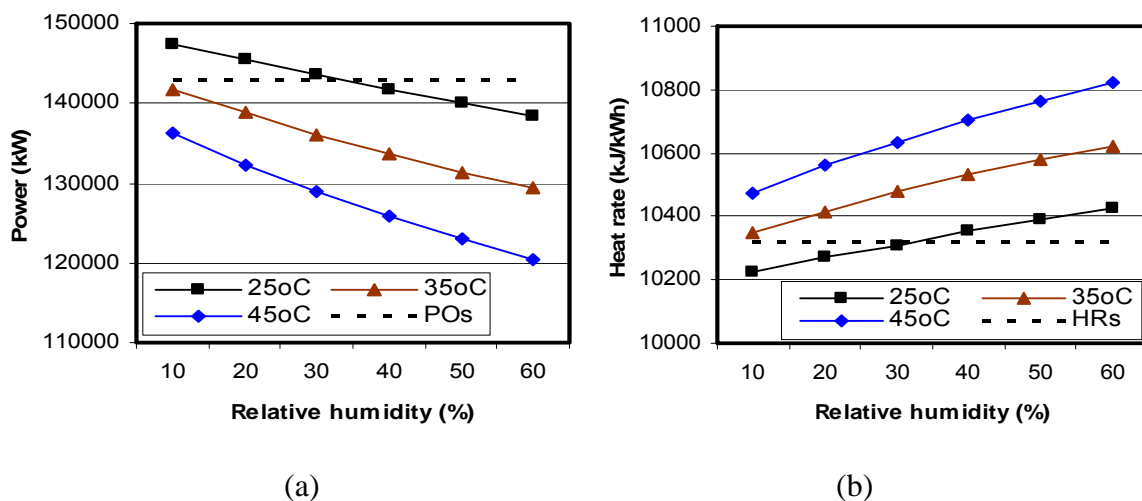 150000
140000
130000
120000
110000
Power (kW)
25oC
35oC
45oC
POs
10 20 30 40 50 60
Relative humidity (%)
(a)
11000
10800
10600
10400
10200
10000
Heat rate (kJ/kWh)
25oC
35oC
45oC
HRs
10 20 30 40 50 60
Relative humidity (%)
(b)